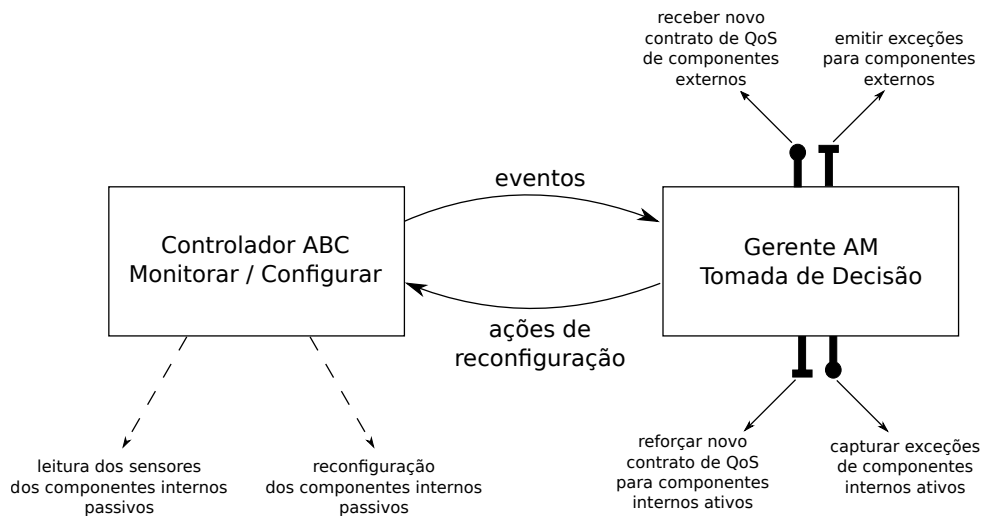 receber novo
contrato de QoS
de componentes
externos
emitir exceções
para componentes
externos
eventos
Controlador ABC
Monitorar / Configurar
Gerente AM
Tomada de Decisão
ações de
reconfiguração
leitura dos sensores
dos componentes internos
passivos
reconfiguração
dos componentes internos
passivos
reforçar novo
contrato de QoS
para componentes
internos ativos
capturar exceções
de componentes
internos ativos